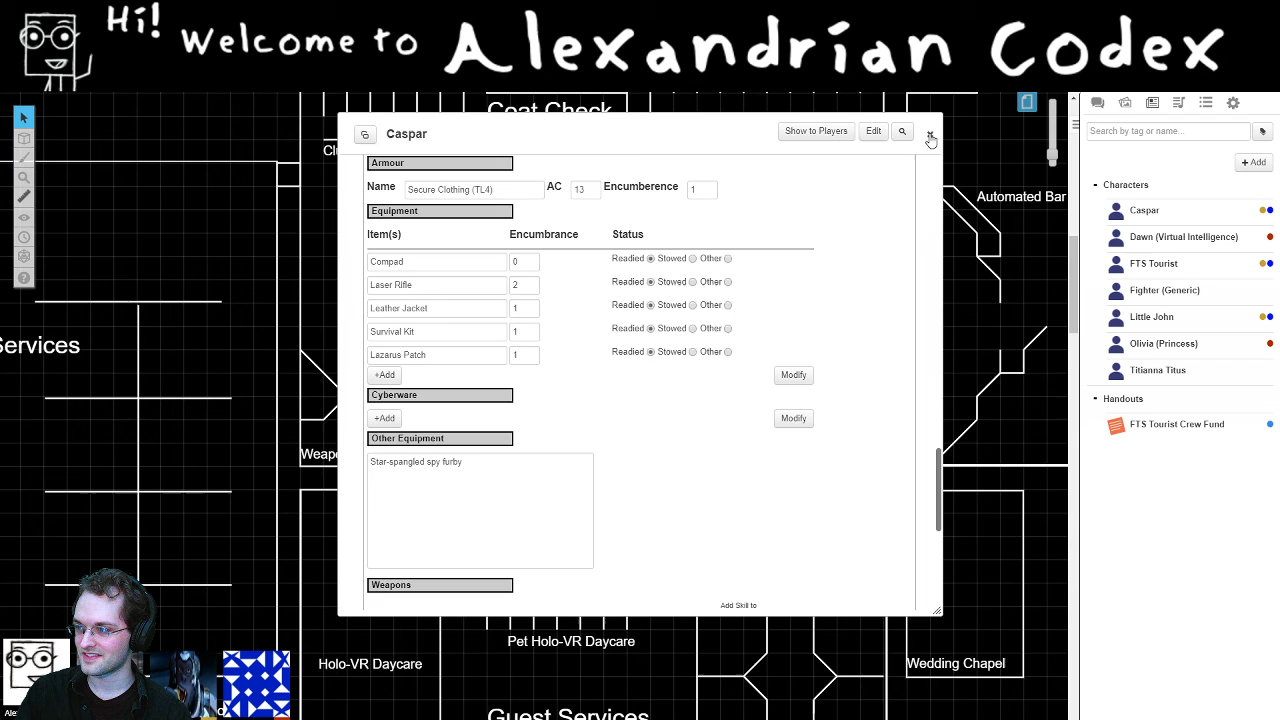 Hi! Welcome to Alexandrian Codex
Coat Check
Automated Bar
Services
Holo-VR Daycare
Pet Holo-VR Daycare
Wedding Chapel
Guest Services
Caspar
Show to Players
Edit
Armour
Name Secure Clothing (TL4) AC 13 Encumberence 1
Equipment
Item(s) Encumbrance Status
Compad 0 Readied Stowed Other
Laser Rifle 2 Readied Stowed Other
Leather Jacket 1 Readied Stowed Other
Survival Kit 1 Readied Stowed Other
Lazarus Patch 1 Readied Stowed Other
+Add Modify
Cyberware
+Add Modify
Other Equipment
Star-spangled spy furby
Weapons
Add Skill to
Search by tag or name...
+ Add
Characters
Caspar
Dawn (Virtual Intelligence)
FTS Tourist
Fighter (Generic)
Little John
Olivia (Princess)
Titianna Titus
Handouts
FTS Tourist Crew Fund